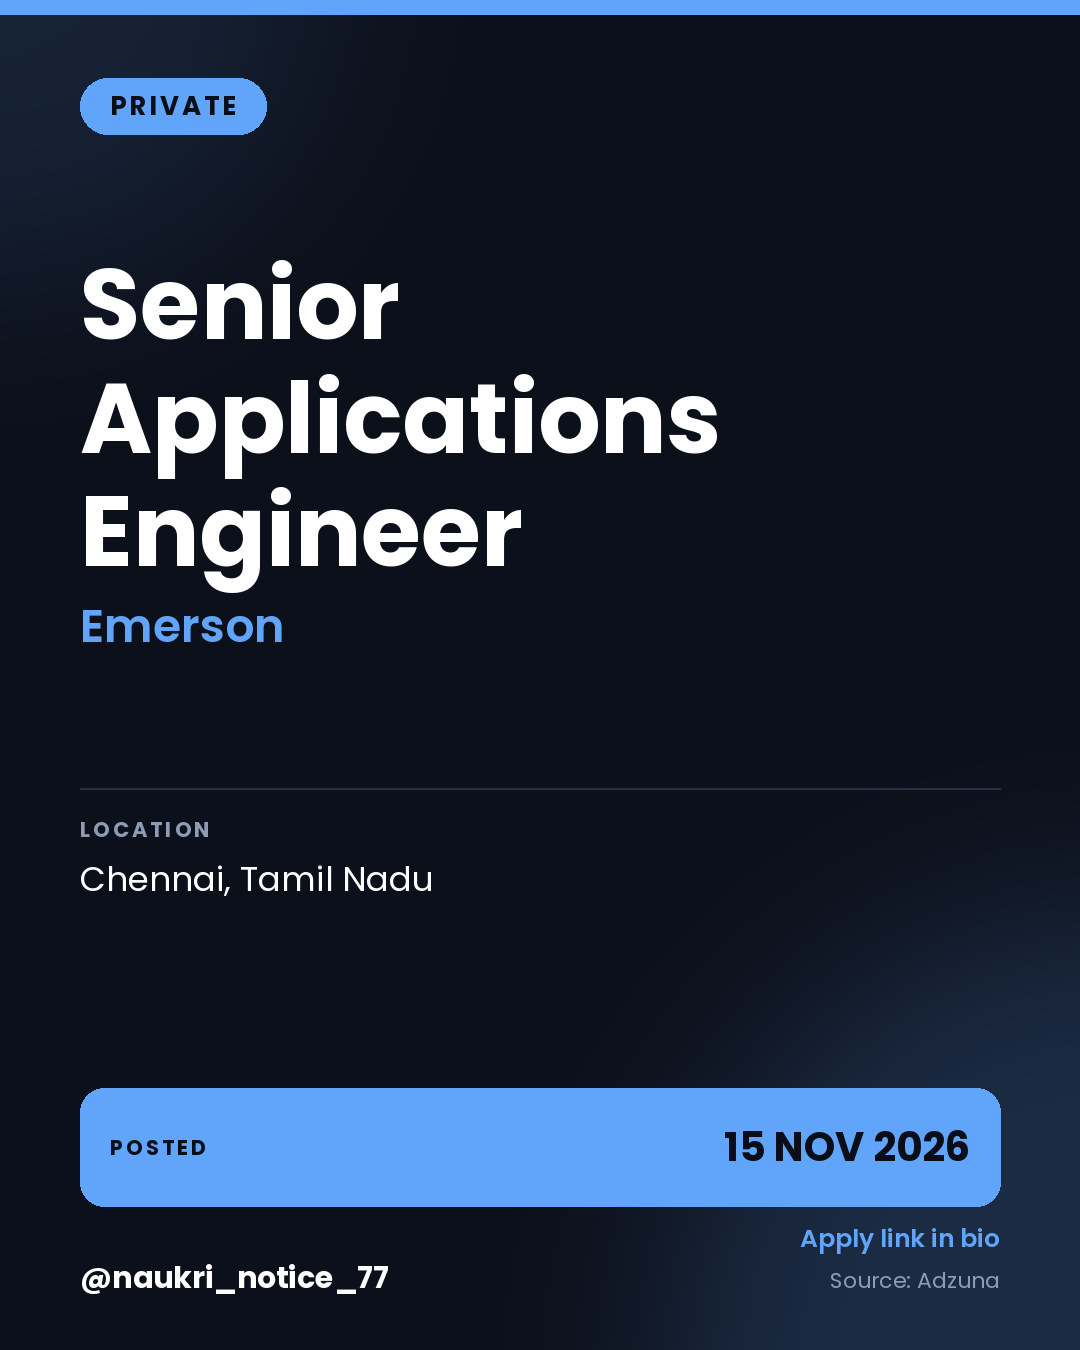 PRIVATE
Senior
Applications
Engineer
Emerson
LOCATION
Chennai, Tamil Nadu
POSTED
15 NOV 2026
Apply link in bio
@naukri_notice_77
Source: Adzuna